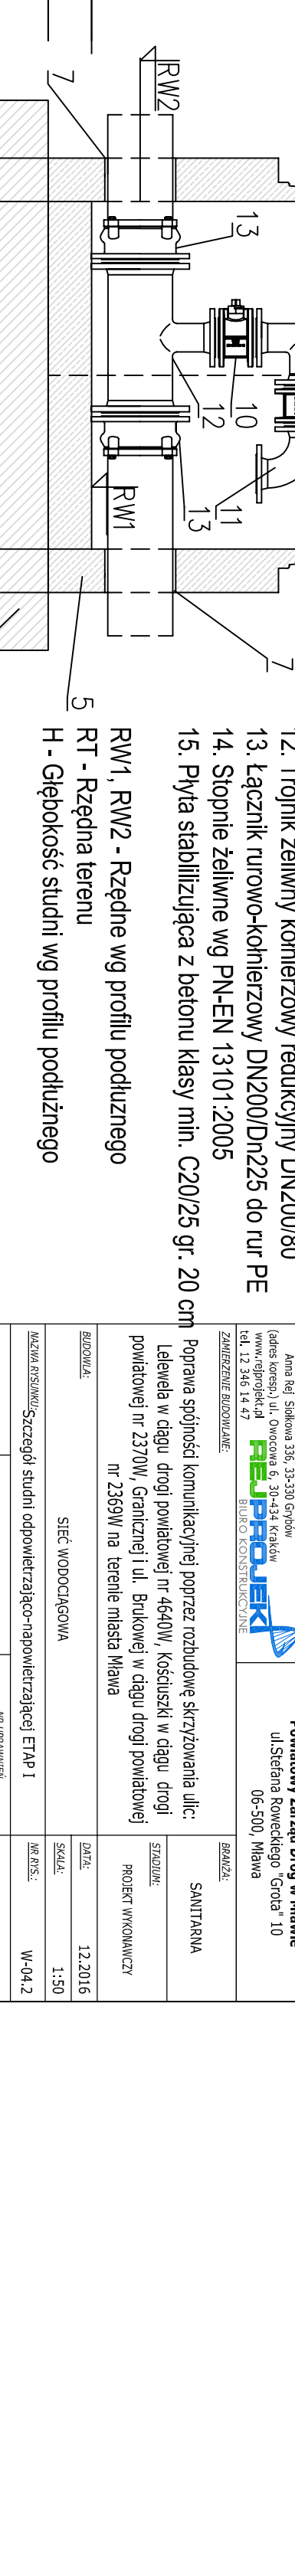 7
RW2
13
10
12
11
13
RW1
7
5
12. Trójnik żeliwny kołnierzowy redukcyjny DN200/80
13. Łącznik rurowo-kołnierzowy DN200/Dn225 do rur PE
14. Stopnie żeliwne wg PN-EN 13101:2005
15. Płyta stabilizująca z betonu klasy min. C20/25 gr. 20 cm
RW1, RW2 - Rzędne wg profilu podłuznego
RT - Rzędna terenu
H - Głębokość studni wg profilu podłużnego
Anna Rej Siołkowa 336, 33-330 Grybów
(adres koresp.) ul. Owocowa 6, 30-434 Kraków
www.rejprojekt.pl
tel. 12 346 14 47
REJPROJEKT
BIURO KONSTRUKCYJNE
Powiatowy Zarząd Dróg w Mławie
ul.Stefana Roweckiego "Grota" 10
06-500, Mława
ZAMIERZENIE BUDOWLANE:
Poprawa spójności komunikacyjnej poprzez rozbudowę skrzyżowania ulic:
Lelewela w ciągu drogi powiatowej nr 4640W, Kościuszki w ciągu drogi
powiatowej nr 2370W, Granicznej i ul. Brukowej w ciągu drogi powiatowej
nr 2369W na terenie miasta Mława
BRANŻA:
SANITARNA
STADIUM:
PROJEKT WYKONAWCZY
BUDOWLA:
SIEĆ WODOCIĄGOWA
DATA:
12.2016
SKALA:
1:50
NAZWA RYSUNKU:
Szczegół studni odpowietrzająco-napowietrzającej ETAP I
NR RYS.:
W-04.2
NR UPRAWNIEŃ